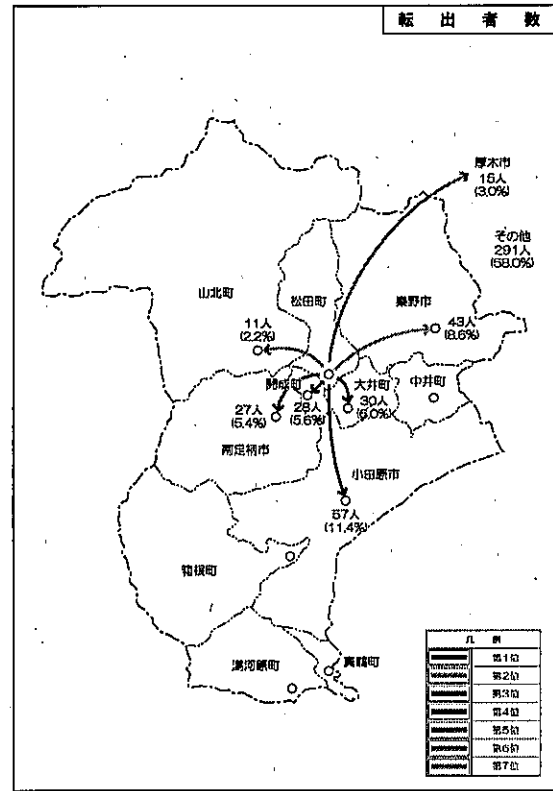 転出者数
厚木市
15人
(3.0%)
その他
291人
(58.0%)
山北町
松田町
秦野市
11人
(2.2%)
43人
(8.6%)
開成町
大井町
中井町
27人
(5.4%)
28人
(5.6%)
30人
(6.0%)
南足柄市
小田原市
57人
(11.4%)
箱根町
湯河原町
真鶴町
凡例
第1位
第2位
第3位
第4位
第5位
第6位
第7位